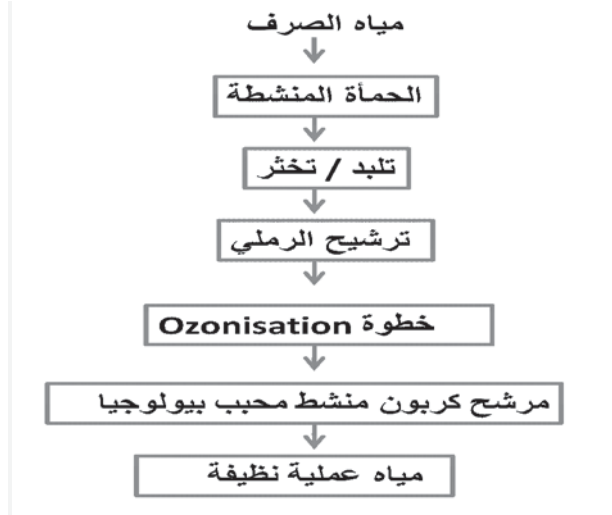 مياه الصرف
الحمأة المنشطة
تلبد / تخثر
ترشيح الرملي
خطوة Ozonisation
مرشح كربون منشط محبب بيولوجيا
مياه عملية نظيفة